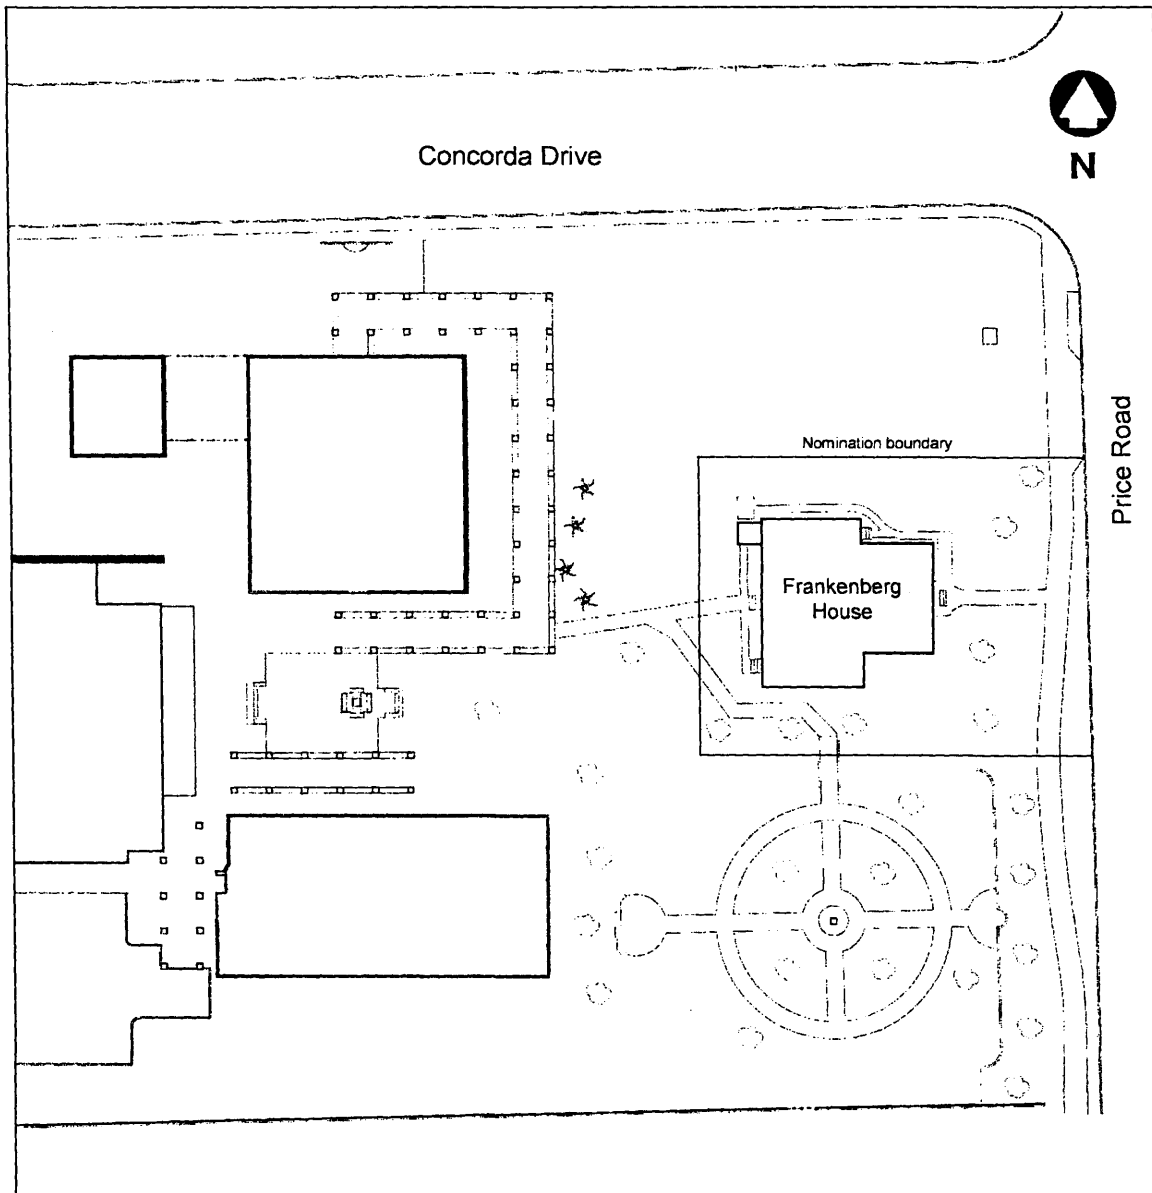 Concorda Drive
N
Price Road
Nomination boundary
Frankenberg
House